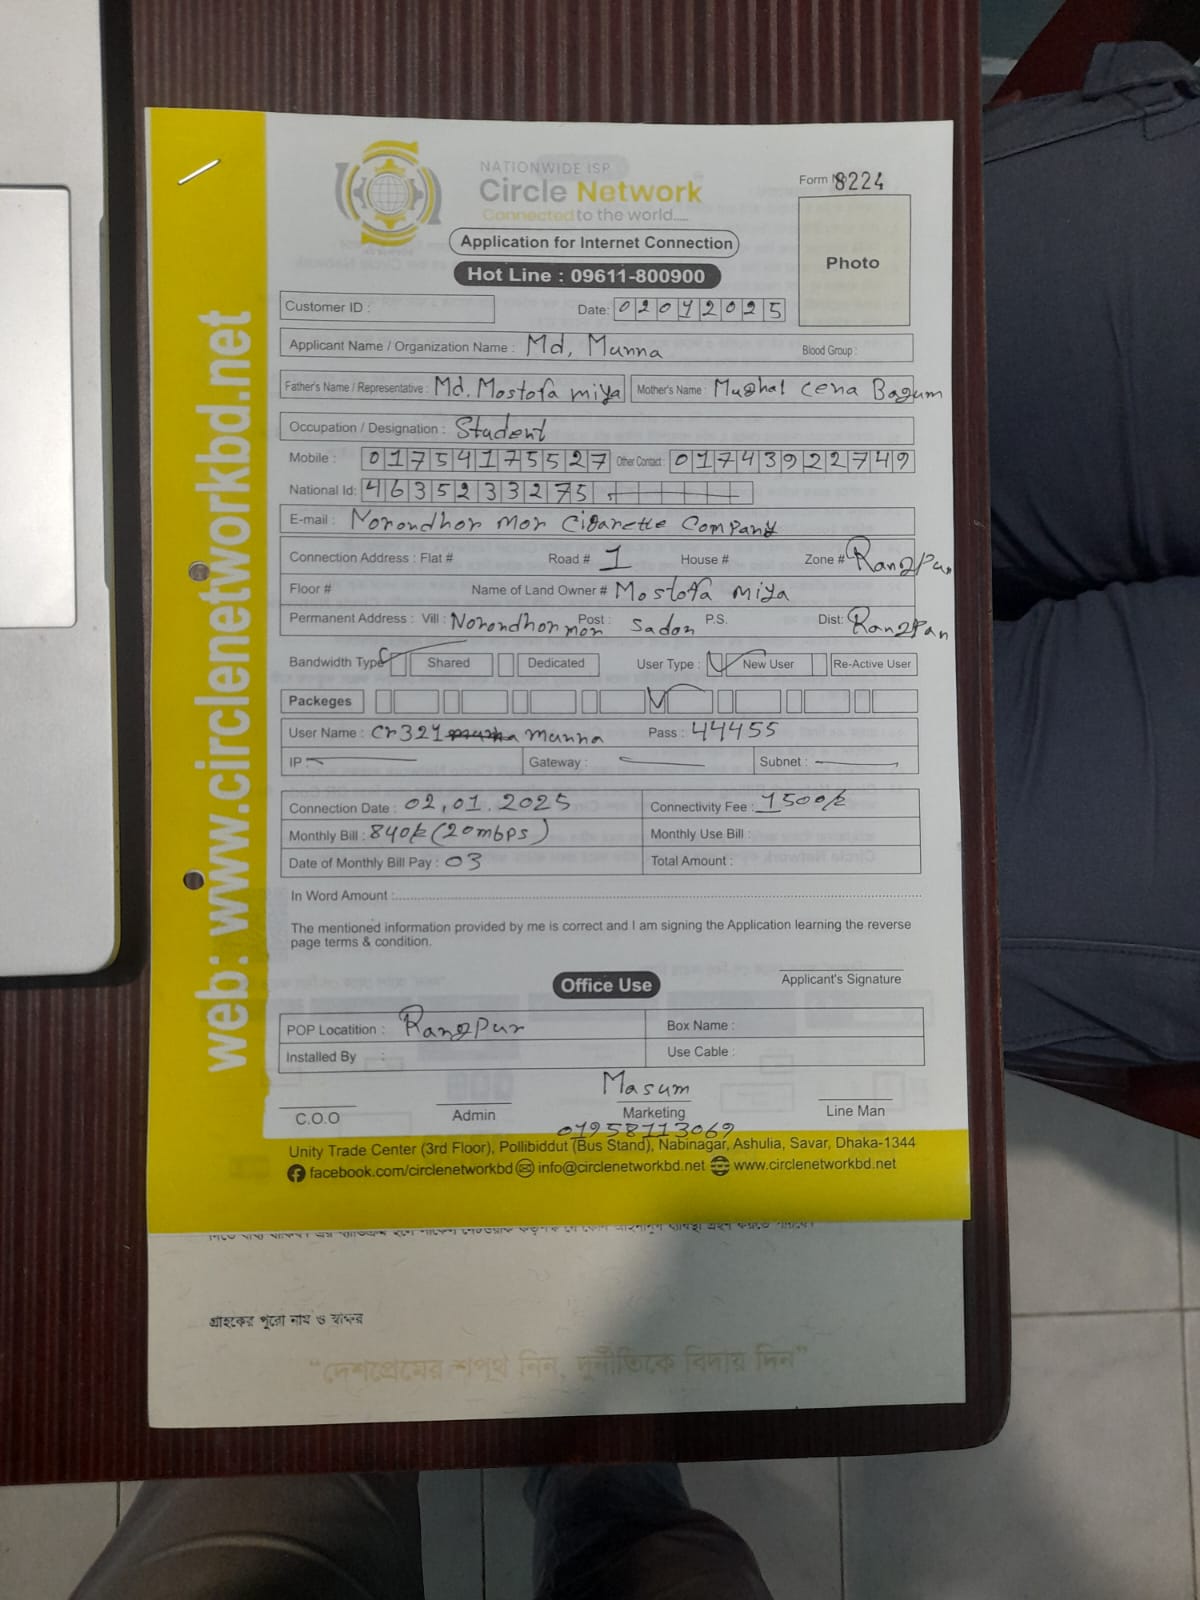 NATIONWIDE ISP
Circle Network
Connected to the world.....
Form 8224
Application for Internet Connection
Hot Line : 09611-800900
Photo
Customer ID :
Date: 02012025
Applicant Name / Organization Name : Md, Munna
Blood Group :
Father's Name / Representative : Md. Mostofa miya Mother's Name : Mushal cena Bagum
Occupation / Designation : Student
Mobile : 01754175527 Other Contact : 01743922749
National Id: 4635233275
E-mail : Norondhor mor Cigarette Company
Connection Address : Flat # Road # 1 House # Zone # Rangpur
Floor # Name of Land Owner # Mostofa miya
Permanent Address : Vill : Norondhor mor Post : Sador P.S. Dist: Rangpur
Bandwidth Type Shared Dedicated User Type : New User Re-Active User
Packeges
User Name : Cr321 munna Pass : 44455
IP : Gateway : Subnet :
Connection Date : 02,01.2025 Connectivity Fee : 1500/=
Monthly Bill : 840/= (20mbps) Monthly Use Bill :
Date of Monthly Bill Pay : 03 Total Amount :
In Word Amount :
The mentioned information provided by me is correct and I am signing the Application learning the reverse
page terms & condition.
Applicant's Signature
Office Use
POP Locatition : Rangpur Box Name :
Installed By : Use Cable :
Masum
C.O.O Admin Marketing Line Man
01958113069
Unity Trade Center (3rd Floor), Pollibiddut (Bus Stand), Nabinagar, Ashulia, Savar, Dhaka-1344
facebook.com/circlenetworkbd info@circlenetworkbd.net www.circlenetworkbd.net
web: www.circlenetworkbd.net
গ্রাহকের পুরো নাম ও স্বাক্ষর
“দেশপ্রেমের শপথ নিন, দুর্নীতিকে বিদায় দিন”